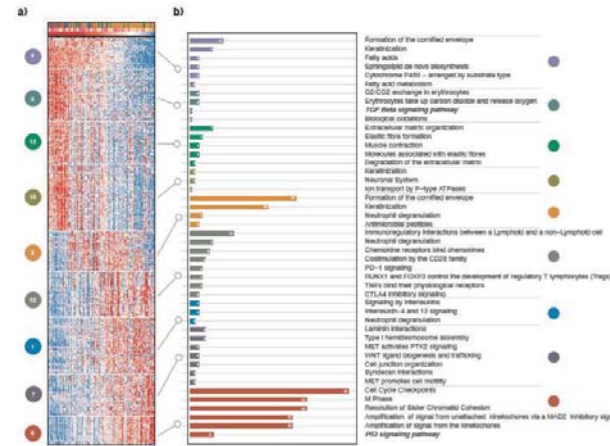 a)
b)
Formation of the cornified envelope
Keratinization
Fatty acids
Sphingolipid de novo biosynthesis
Cytochrome P450 - arranged by substrate type
Fatty acid metabolism
O2/CO2 exchange in erythrocytes
Erythrocytes take up carbon dioxide and release oxygen
TGF Beta signaling pathway
Biological oxidations
Extracellular matrix organization
Elastic fibre formation
Muscle contraction
Molecules associated with elastic fibres
Degradation of the extracellular matrix
Keratinization
Neuronal System
Ion transport by P-type ATPases
Formation of the cornified envelope
Keratinization
Neutrophil degranulation
Antimicrobial peptides
Immunoregulatory interactions between a Lymphoid and a non-Lymphoid cell
Neutrophil degranulation
Chemokine receptors bind chemokines
Costimulation by the CD28 family
PD-1 signaling
RUNX1 and FOXP3 control the development of regulatory T lymphocytes (Tregs)
TNFs bind their physiological receptors
CTLA4 inhibitory signaling
Signaling by Interleukins
Interleukin-4 and 13 signaling
Neutrophil degranulation
Laminin interactions
Type I hemidesmosome assembly
MET activates PTK2 signaling
WNT ligand biogenesis and trafficking
Cell junction organization
Syndecan interactions
MET promotes cell motility
Cell Cycle Checkpoints
M Phase
Resolution of Sister Chromatid Cohesion
Amplification of signal from unattached kinetochores via a MAD2 inhibitory sig
Amplification of signal from the kinetochores
P53 signaling pathway